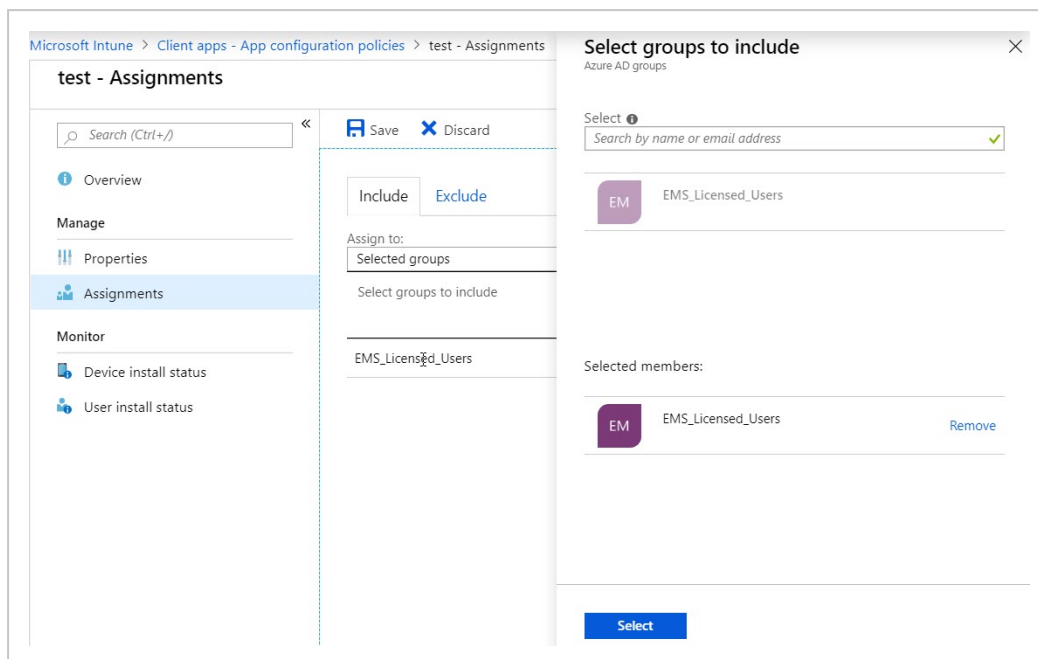 Microsoft Intune > Client apps - App configuration policies > test - Assignments
test - Assignments
Search (Ctrl+/)
«
Overview
Manage
Properties
Assignments
Monitor
Device install status
User install status
Save
Discard
Include
Exclude
Assign to:
Selected groups
Select groups to include
EMS_Licensed_Users
Select groups to include
Azure AD groups
Select
Search by name or email address
EM
EMS_Licensed_Users
Selected members:
EM
EMS_Licensed_Users
Remove
Select